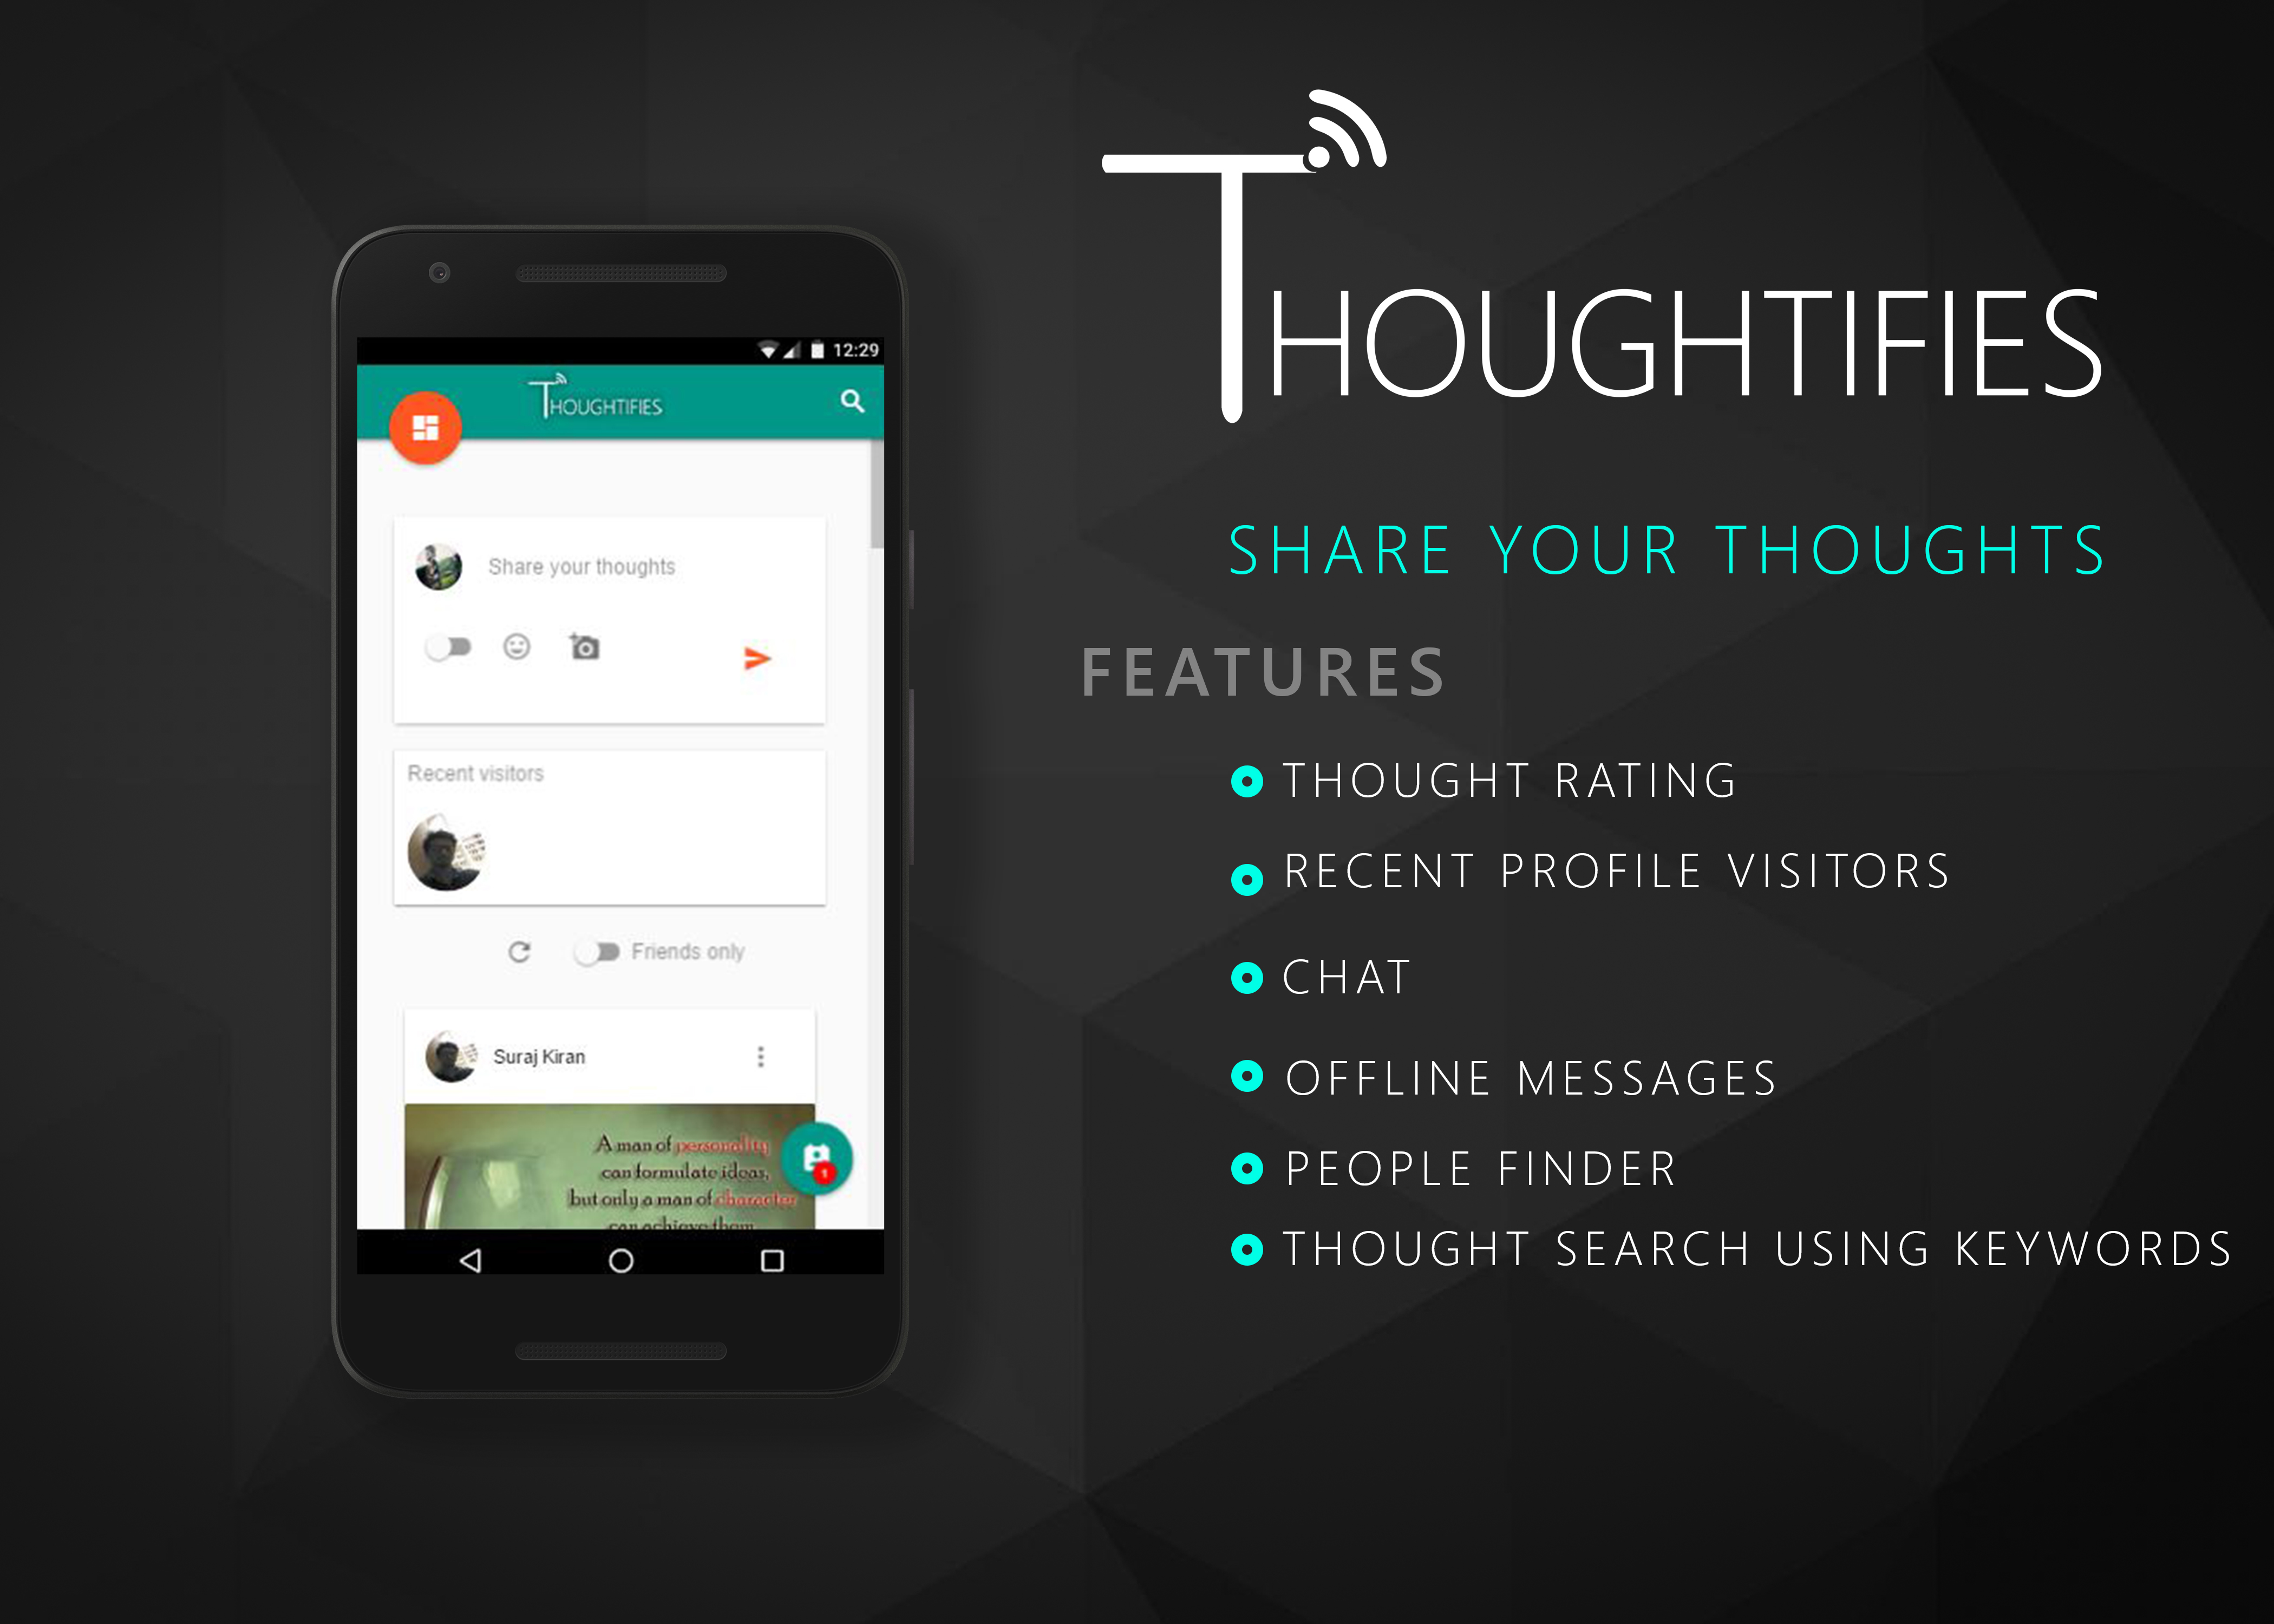 THOUGHTIFIES
SHARE YOUR THOUGHTS
FEATURES
THOUGHT RATING
RECENT PROFILE VISITORS
CHAT
OFFLINE MESSAGES
PEOPLE FINDER
THOUGHT SEARCH USING KEYWORDS
12:29
THOUGHTIFIES
Share your thoughts
Recent visitors
Friends only
Suraj Kiran
A man of personality
can formulate ideas,
but only a man of character
can achieve them
1